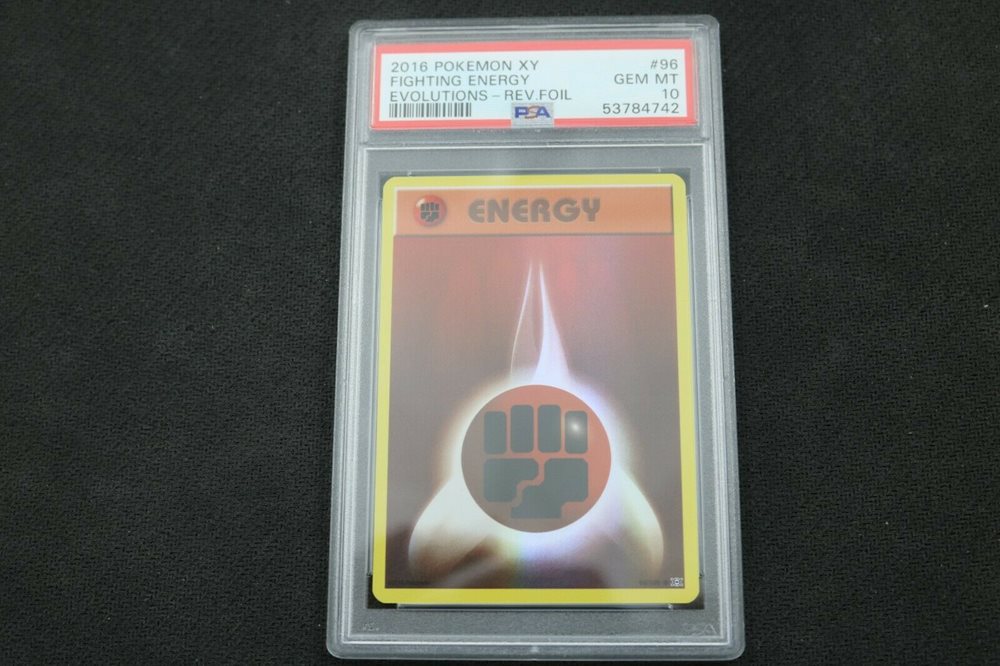 2016 POKEMON XY #96
FIGHTING ENERGY GEM MT
EVOLUTIONS - REV.FOIL 10
PSA 53784742
ENERGY